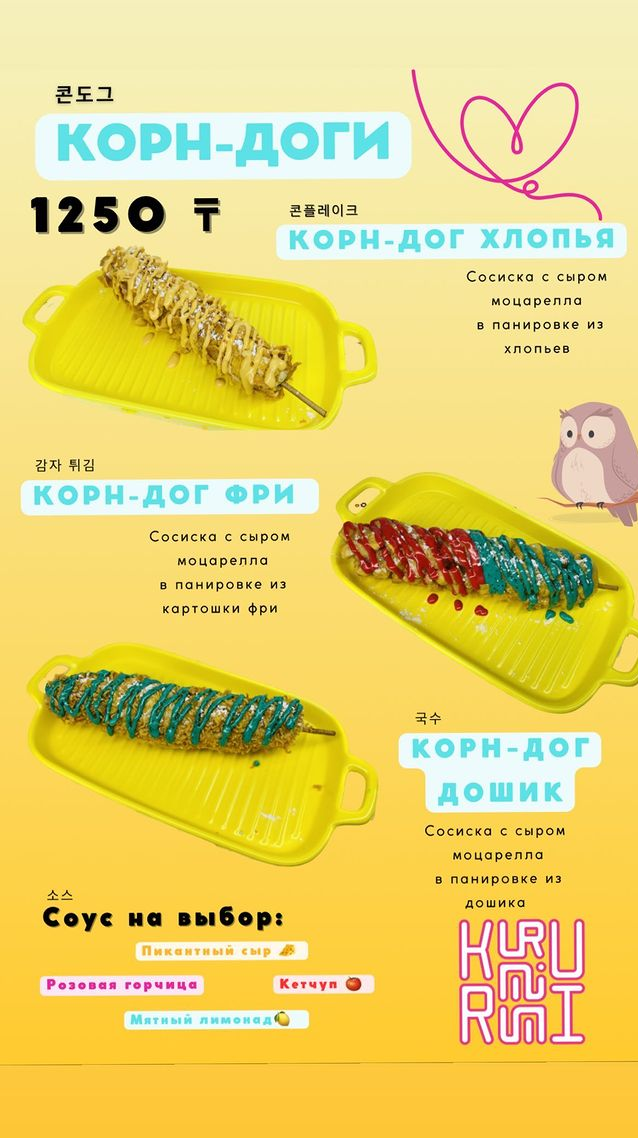 콘도그
КОРН-ДОГИ
1250 ₸
콘플레이크
КОРН-ДОГ ХЛОПЬЯ
Сосиска с сыром
моцарелла
в панировке из
хлопьев
감자 튀김
КОРН-ДОГ ФРИ
Сосиска с сыром
моцарелла
в панировке из
картошки фри
국수
КОРН-ДОГ
ДОШИК
Сосиска с сыром
моцарелла
в панировке из
дошика
소스
Соус на выбор:
Пикантный сыр
Розовая горчица
Кетчуп
Мятный лимонад